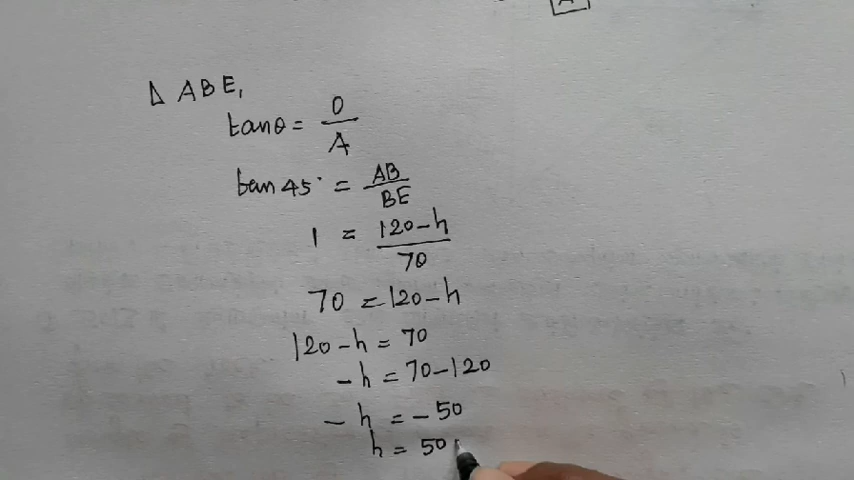 Δ ABE,
tanθ = O/A
tan 45° = AB/BE
1 = 120-h/70
70 = 120-h
120-h = 70
-h = 70-120
-h = -50
h = 50